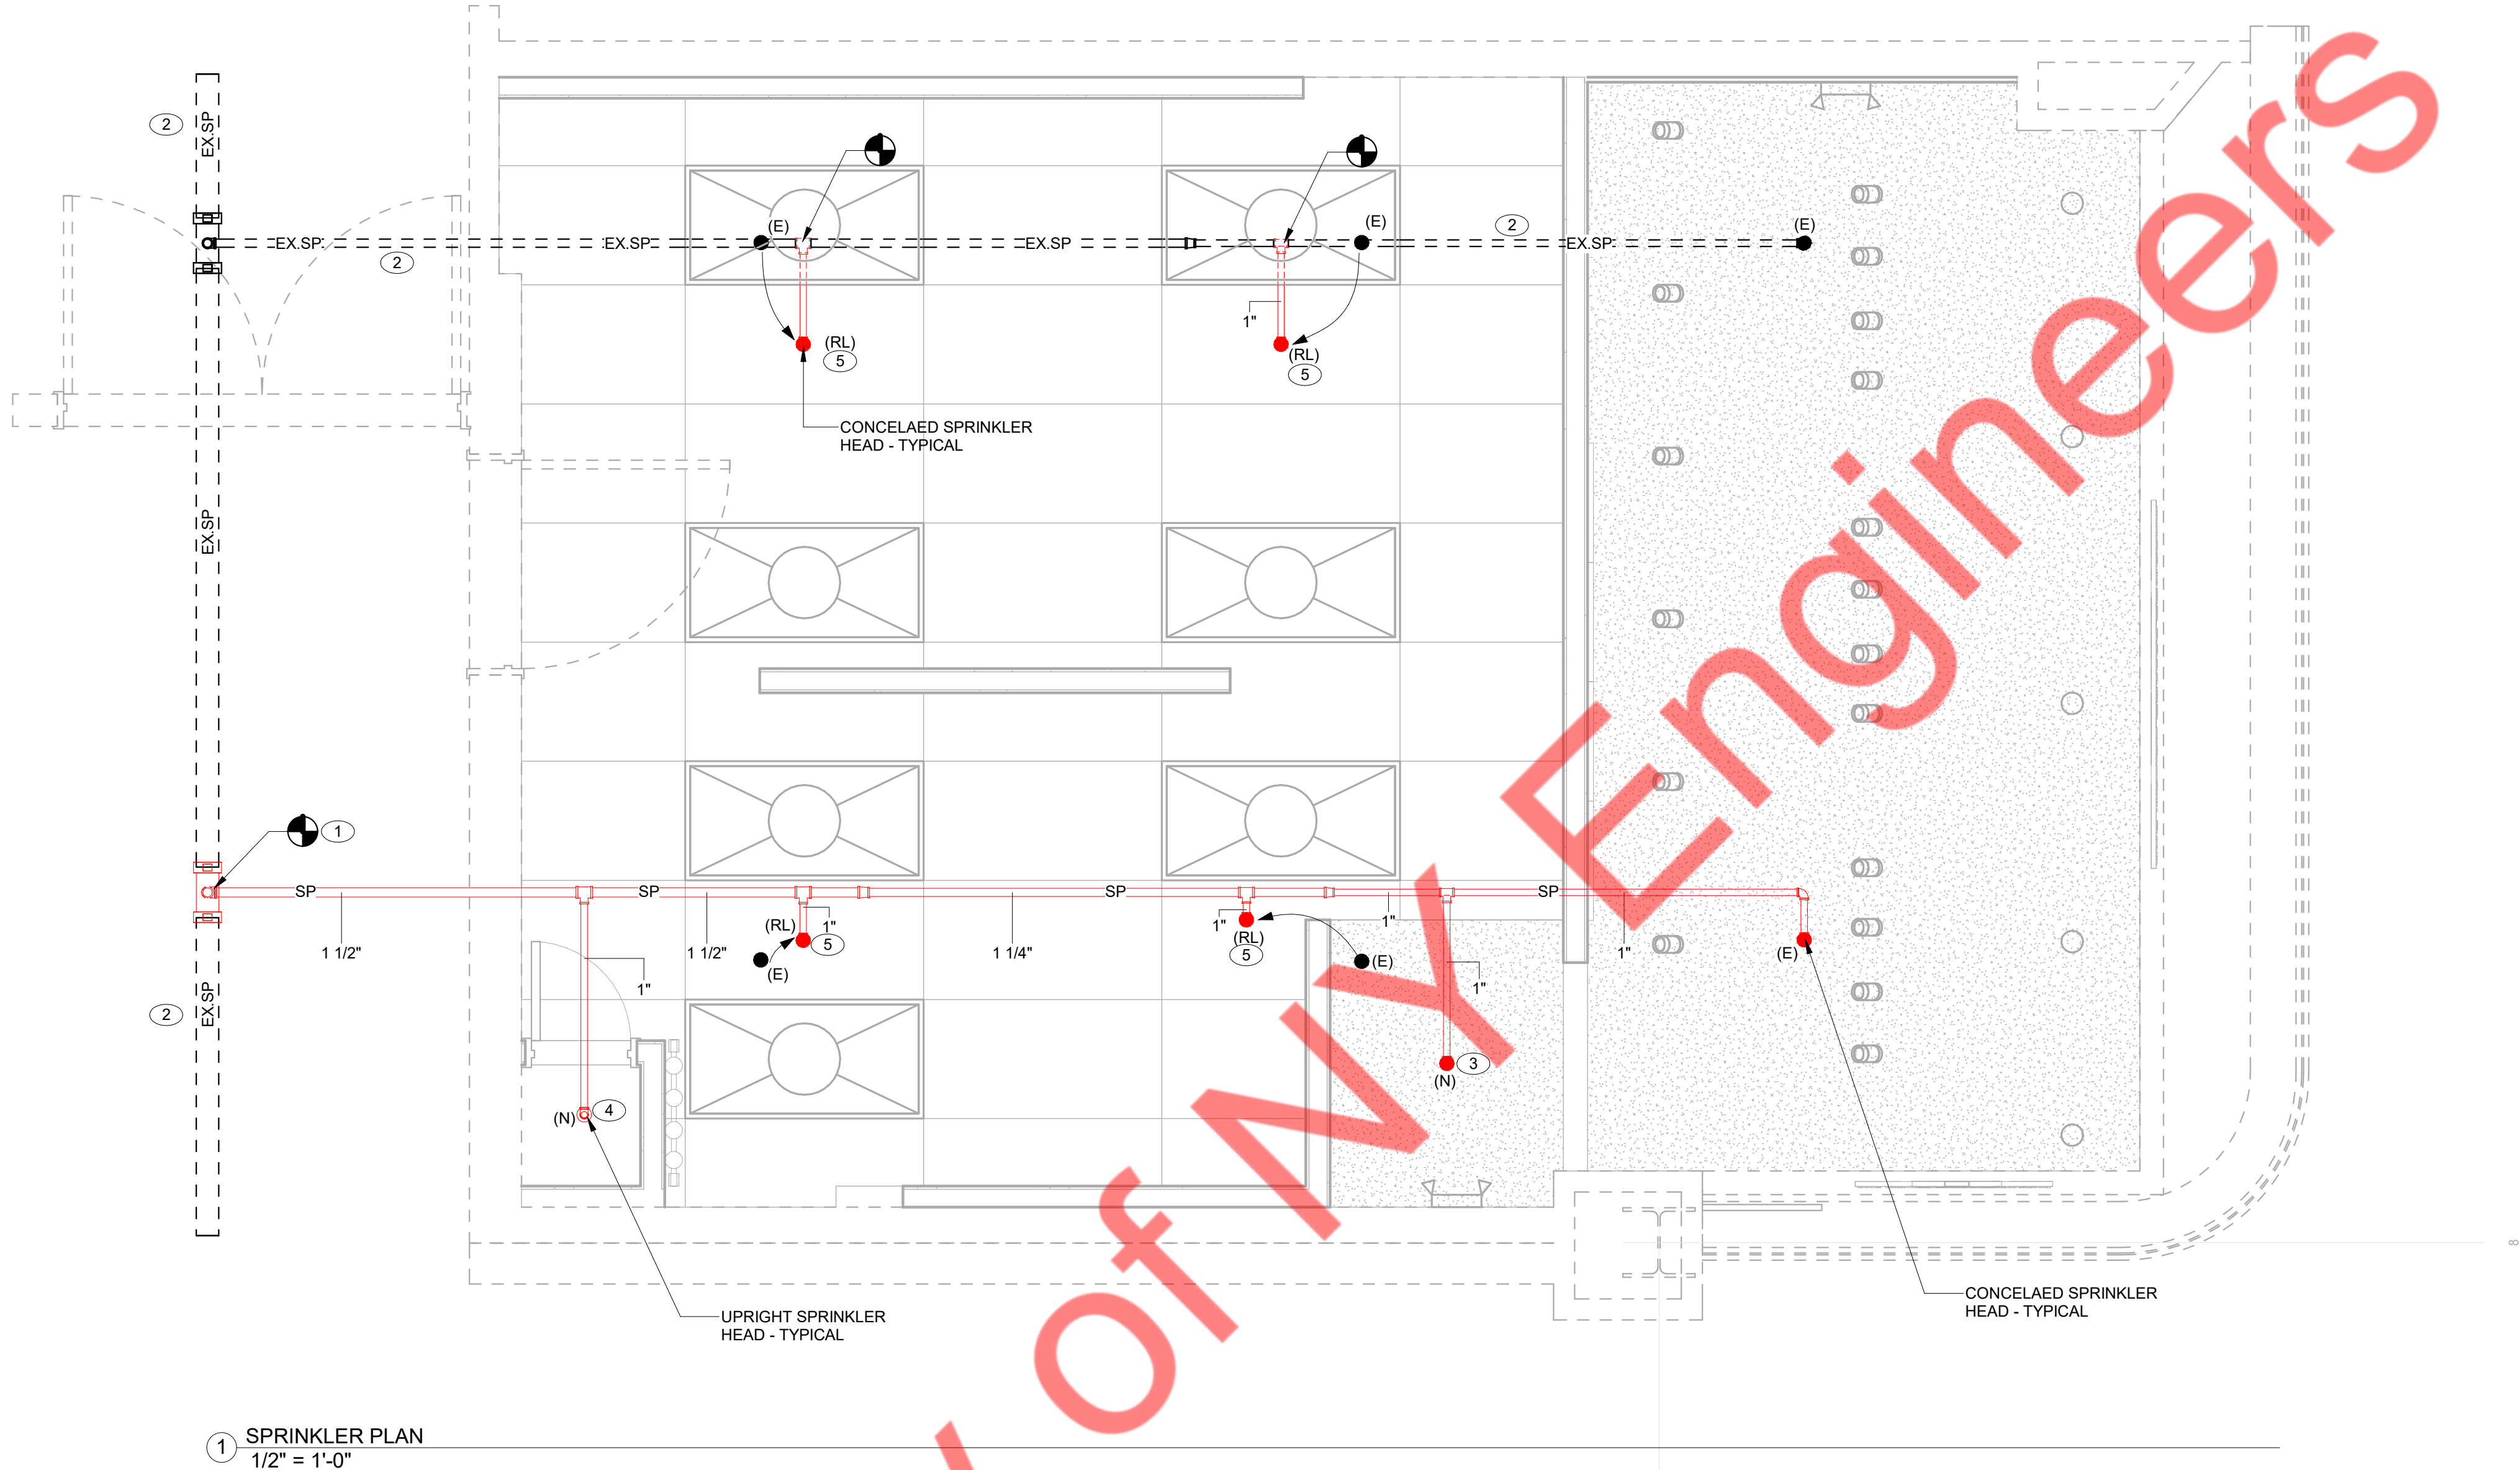 2
EX.SP
(E)
(E)
2
(E)
EX.SP
EX.SP
EX.SP
EX.SP
2
1"
(RL)
5
(RL)
5
CONCELAED SPRINKLER
HEAD - TYPICAL
EX.SP
1
SP
SP
SP
SP
1 1/2"
1 1/2"
(RL)
1"
5
(E)
1 1/4"
1"
(RL)
5
1"
(E)
1"
(E)
1"
1"
2
EX.SP
(N)
4
3
(N)
UPRIGHT SPRINKLER
HEAD - TYPICAL
CONCELAED SPRINKLER
HEAD - TYPICAL
8
1
SPRINKLER PLAN
1/2" = 1'-0"
of NY Engineers